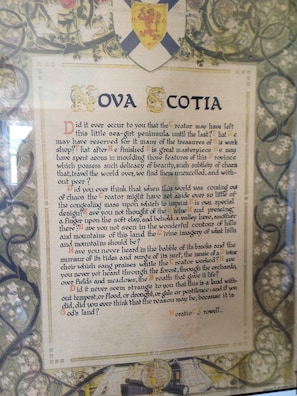 Nova Scotia
Did it ever occur to you that the Creator may have left
this little sea-girt peninsula until the last? That He
may have reserved for it many of the treasures of His work
shop? That after He finished His great masterpiece He may
have spent aeons in moulding those features of this Province
which possess such delicacy of beauty, such subtlety of charm
that, travel the world over, you find them unexcelled, and with-
out peer?
Did you ever think that when this world was coming out
of chaos the Creator might have set aside ever so little of
the congealing mass upon which to imprint His own special
design? Have you not thought of the Divine Hand pressing
a finger upon the soft clay, and behold, a valley here, another
there? Have you not seen in the wonderful contour of hills
and mountains of this land the Divine imagery of what hills
and mountains should be?
Have you never heard in the babble of its brooks and the
murmur of its tides and surge of its surf, the music of a Divine
choir which sang praises while the Creator worked? Have
you never yet heard through the forest, through the orchards,
over fields and meadows, the Breath that gave it life?
Did it never seem strange to you that this is a land with-
out tempest, or flood, or drought, or gale or pestilence; and if you
did, did you ever think that the reason may be, because it is
God's land?
Horatio C. Crowell.